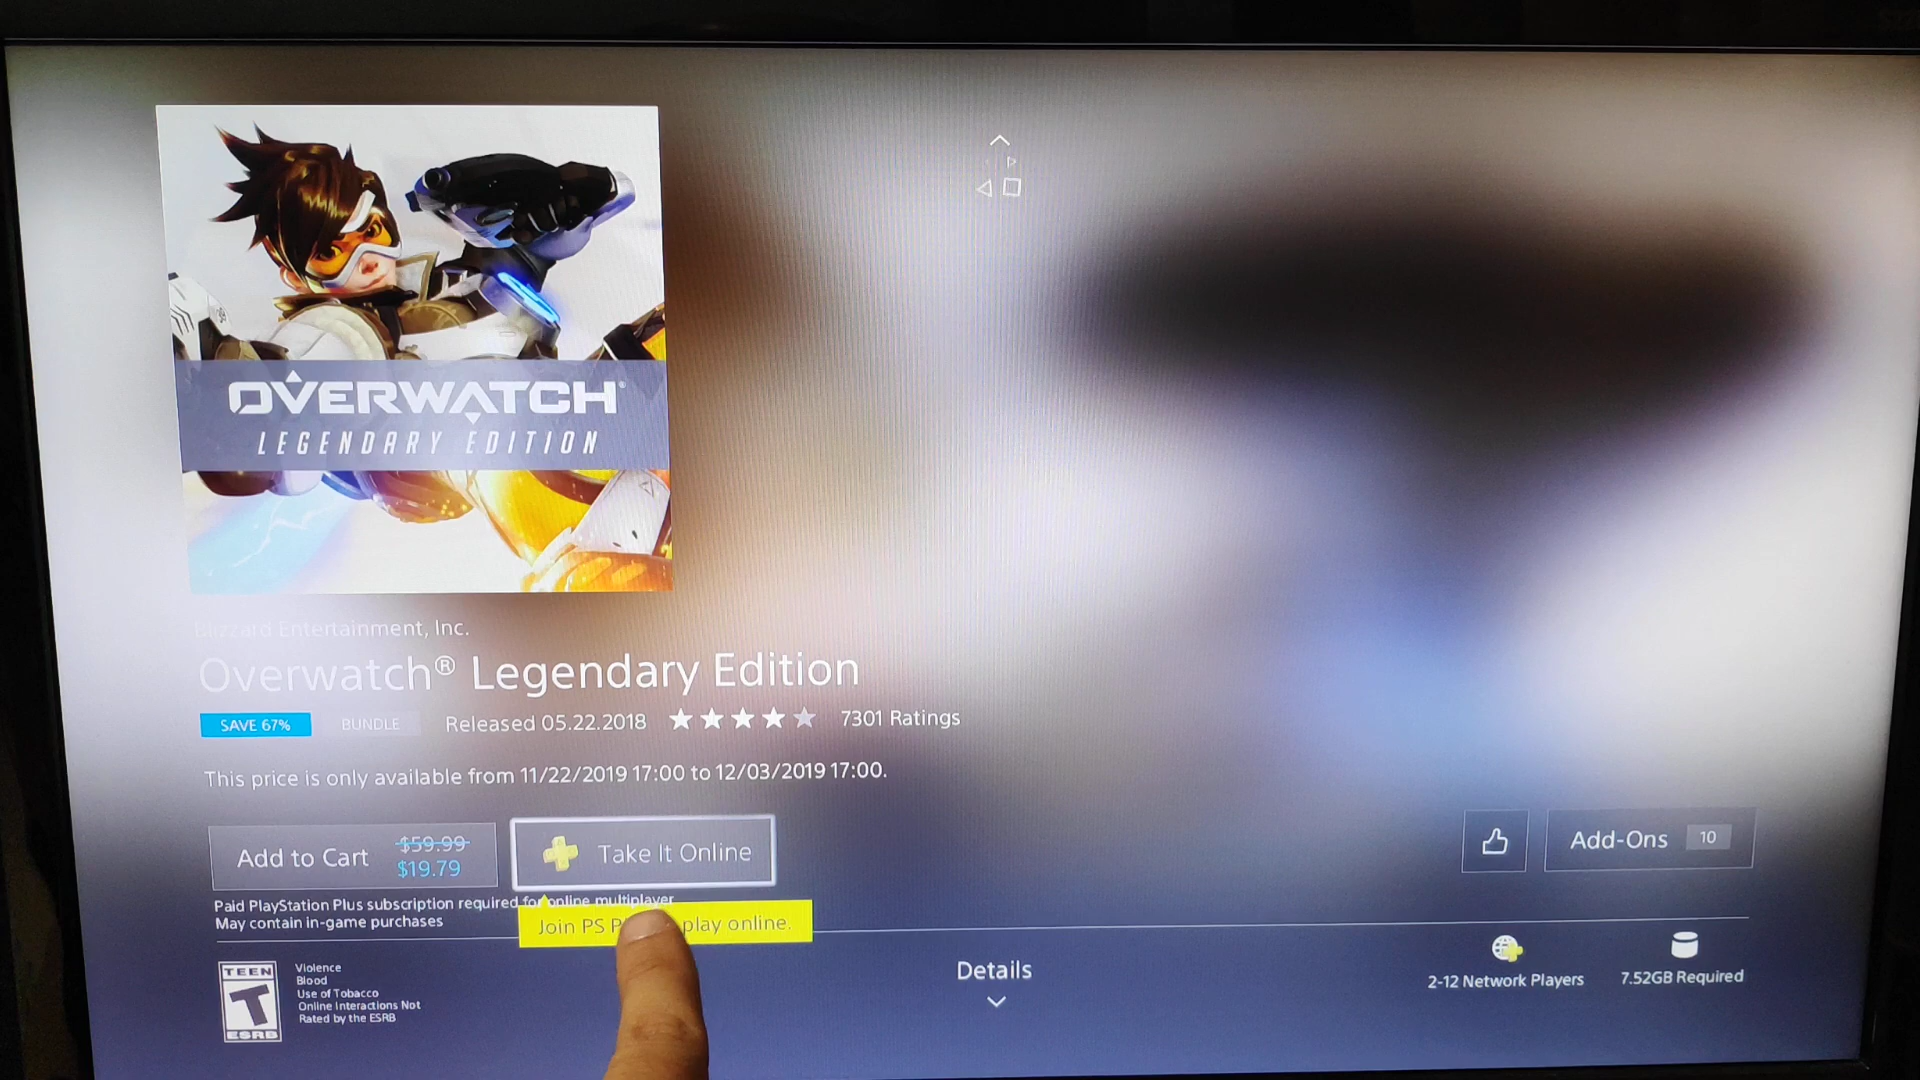 OVERWATCH
LEGENDARY EDITION
Blizzard Entertainment, Inc.
Overwatch® Legendary Edition
SAVE 67%
BUNDLE
Released 05.22.2018
7301 Ratings
This price is only available from 11/22/2019 17:00 to 12/03/2019 17:00.
Add to Cart
$59.99
$19.79
Take It Online
Add-Ons 10
Paid PlayStation Plus subscription required for online multiplayer
May contain in-game purchases
Join PS play online.
TEEN
T
ESRB
Violence
Blood
Use of Tobacco
Online Interactions Not
Rated by the ESRB
Details
2-12 Network Players
7.52GB Required